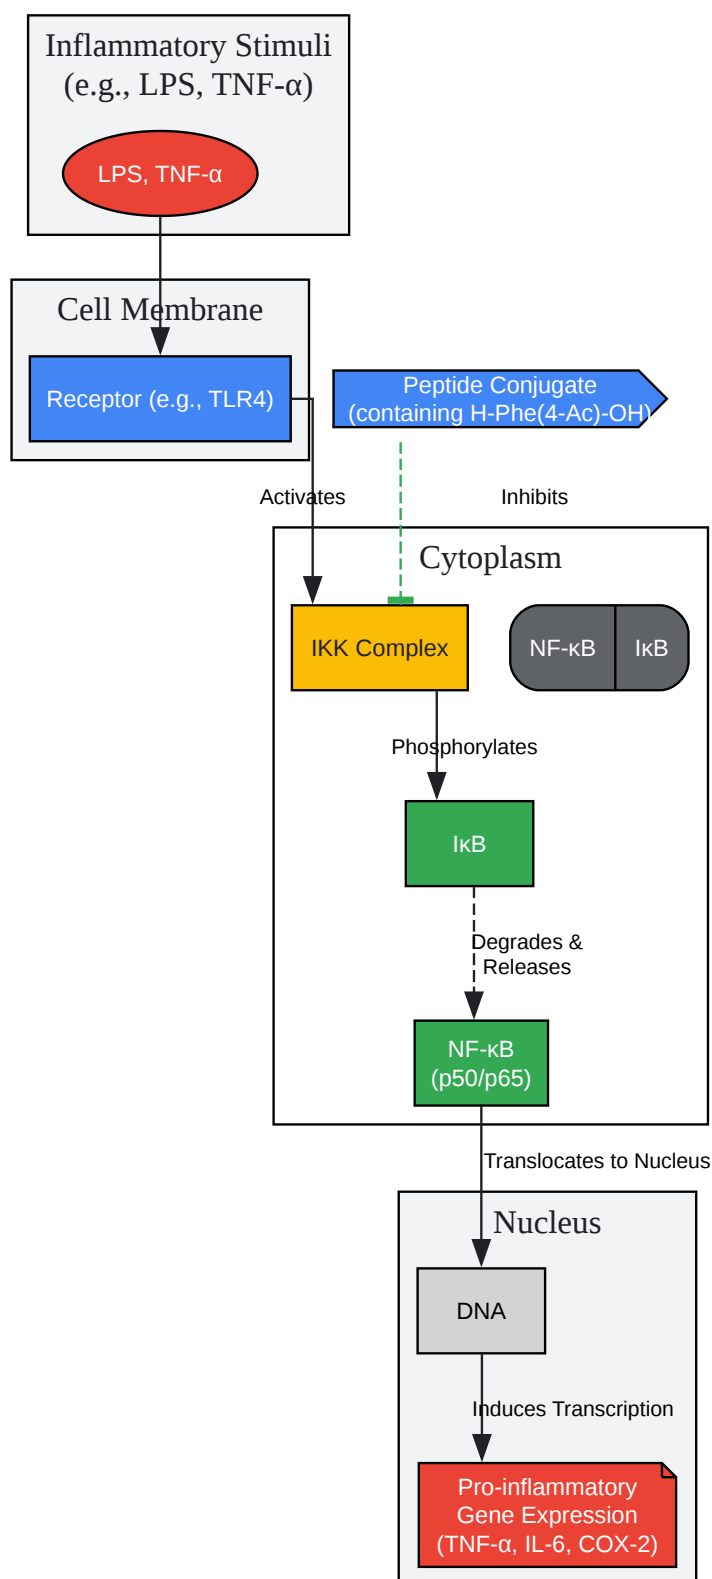 Inflammatory Stimuli
(e.g., LPS, TNF-α)
LPS, TNF-α
Cell Membrane
Receptor (e.g., TLR4)
Peptide Conjugate
(containing H-Phe(4-Ac)-OH)
Activates
Inhibits
Cytoplasm
IKK Complex
NF-κB
IκB
Phosphorylates
IκB
Degrades &
Releases
NF-κB
(p50/p65)
Translocates to Nucleus
Nucleus
DNA
Induces Transcription
Pro-inflammatory
Gene Expression
(TNF-α, IL-6, COX-2)